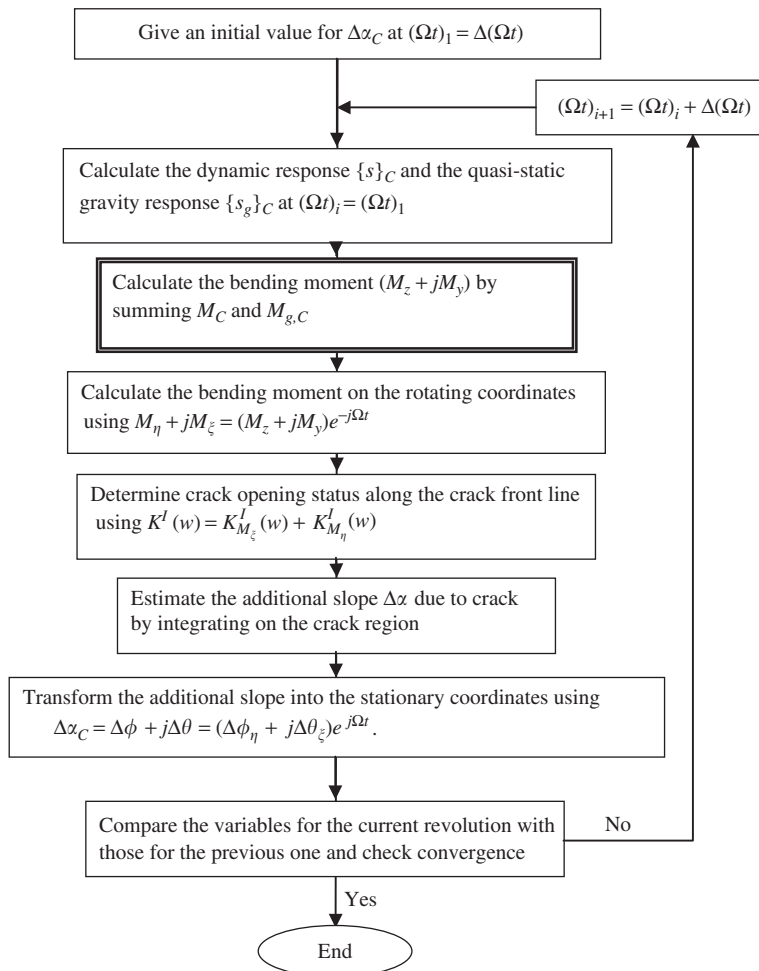 Give an initial value for Δα_C at (Ωt)₁ = Δ(Ωt)
(Ωt)_{i+1} = (Ωt)_i + Δ(Ωt)
Calculate the dynamic response {s}_C and the quasi-static
gravity response {s_g}_C at (Ωt)_i = (Ωt)₁
Calculate the bending moment (M_z + jM_y) by
summing M_C and M_{g,C}
Calculate the bending moment on the rotating coordinates
using M_η + jM_ξ = (M_z + jM_y)e^{−jΩt}
Determine crack opening status along the crack front line
using K^I(w) = K^I_{M_ξ}(w) + K^I_{M_η}(w)
Estimate the additional slope Δα due to crack
by integrating on the crack region
Transform the additional slope into the stationary coordinates using
Δα_C = Δϕ + jΔθ = (Δϕ_η + jΔθ_ξ)e^{jΩt}.
Compare the variables for the current revolution with
those for the previous one and check convergence
No
Yes
End